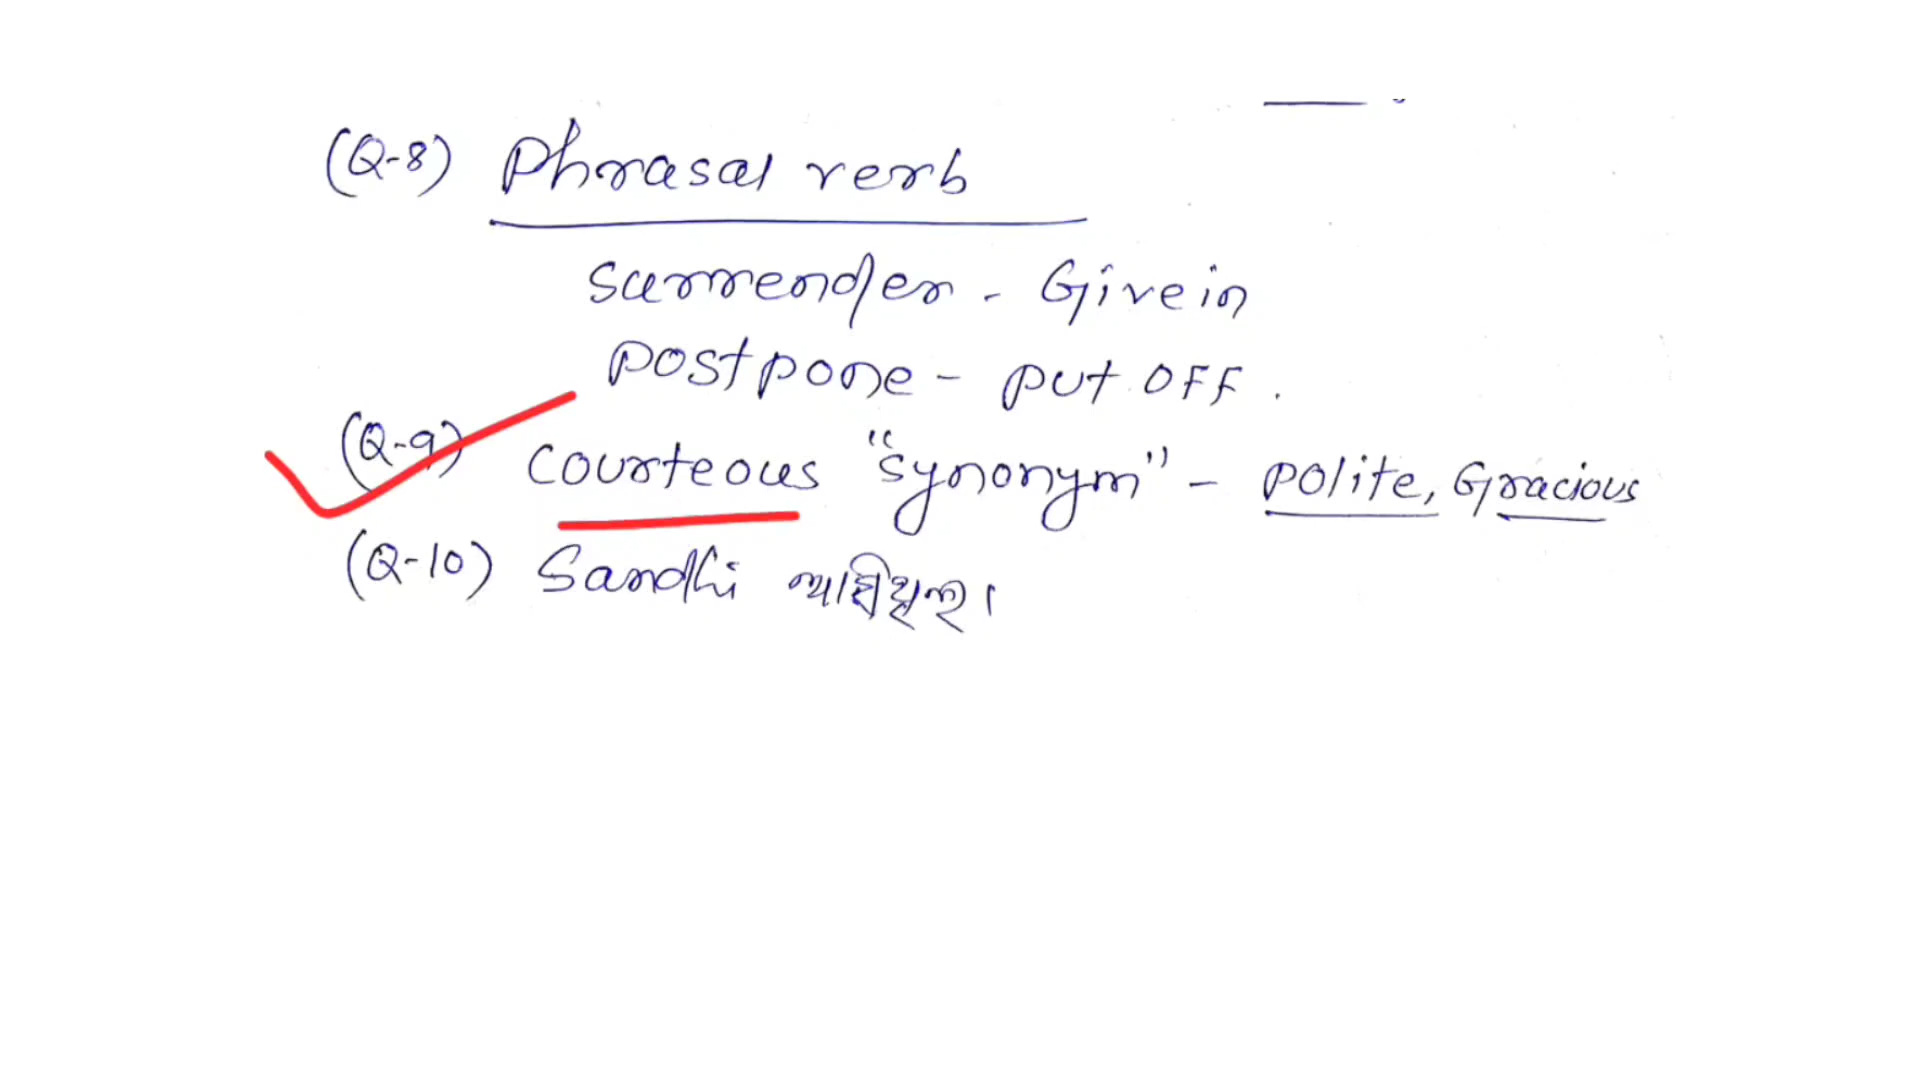 (Q-8) Phrasal verb
Surrender - Give in
Postpone - Put OFF.
(Q-9) Courteous "synonym" - Polite, Gracious
(Q-10) Sandhi ଆସିଥିଲା।